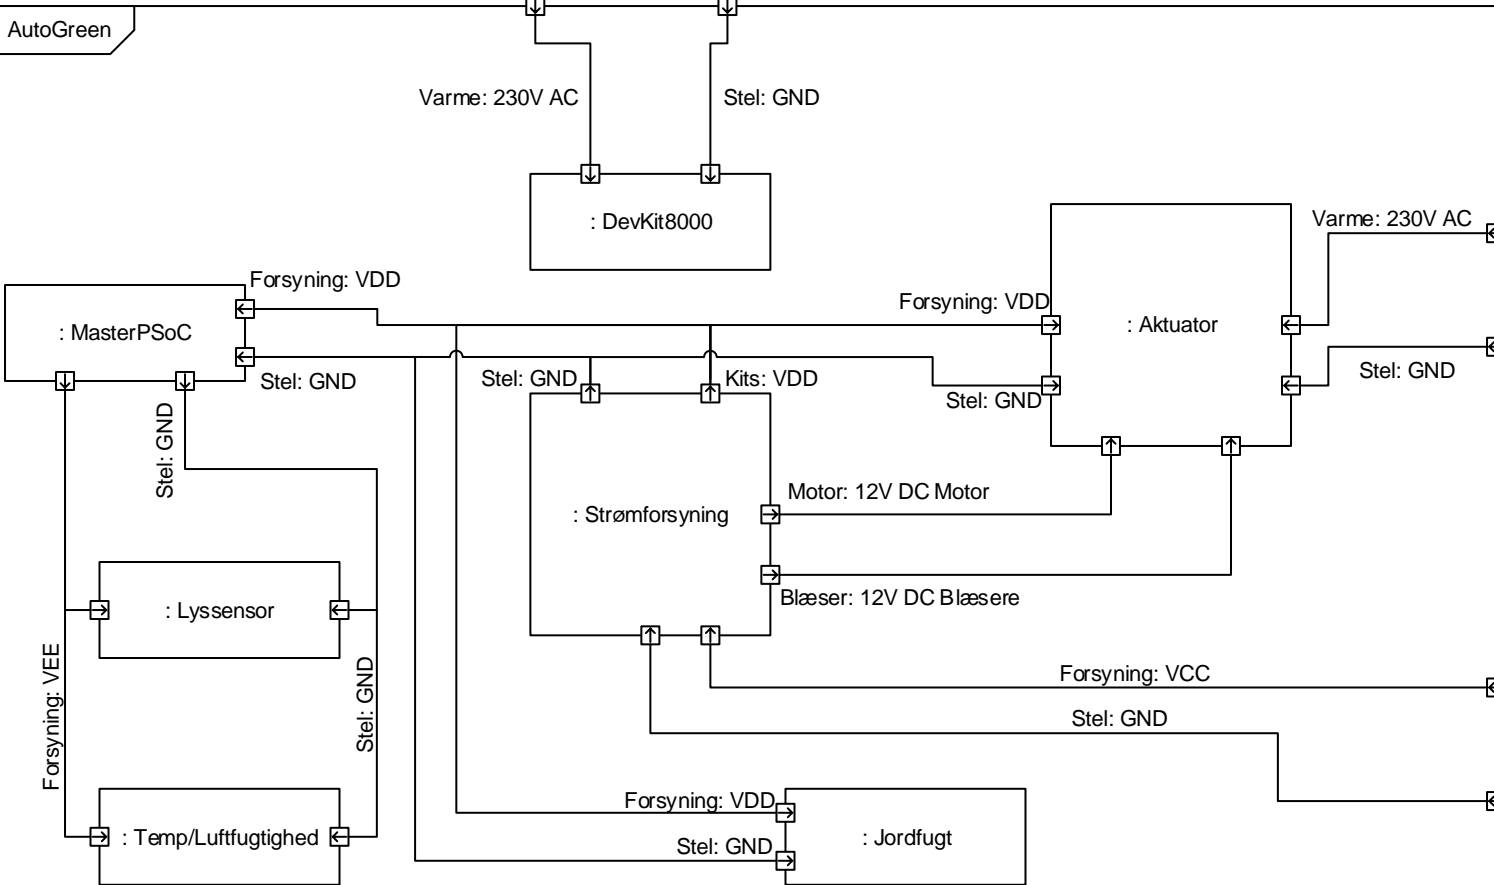 AutoGreen
Varme: 230V AC
Stel: GND
: DevKit8000
Varme: 230V AC
Forsyning: VDD
Forsyning: VDD
: MasterPSoC
: Aktuator
Stel: GND
Stel: GND
Kits: VDD
Stel: GND
Stel: GND
Stel: GND
Motor: 12V DC Motor
: Strømforsyning
Blæser: 12V DC Blæsere
: Lyssensor
Forsyning: VEE
Stel: GND
Forsyning: VCC
Stel: GND
Forsyning: VDD
: Temp/Luftfugtighed
Stel: GND
: Jordfugt